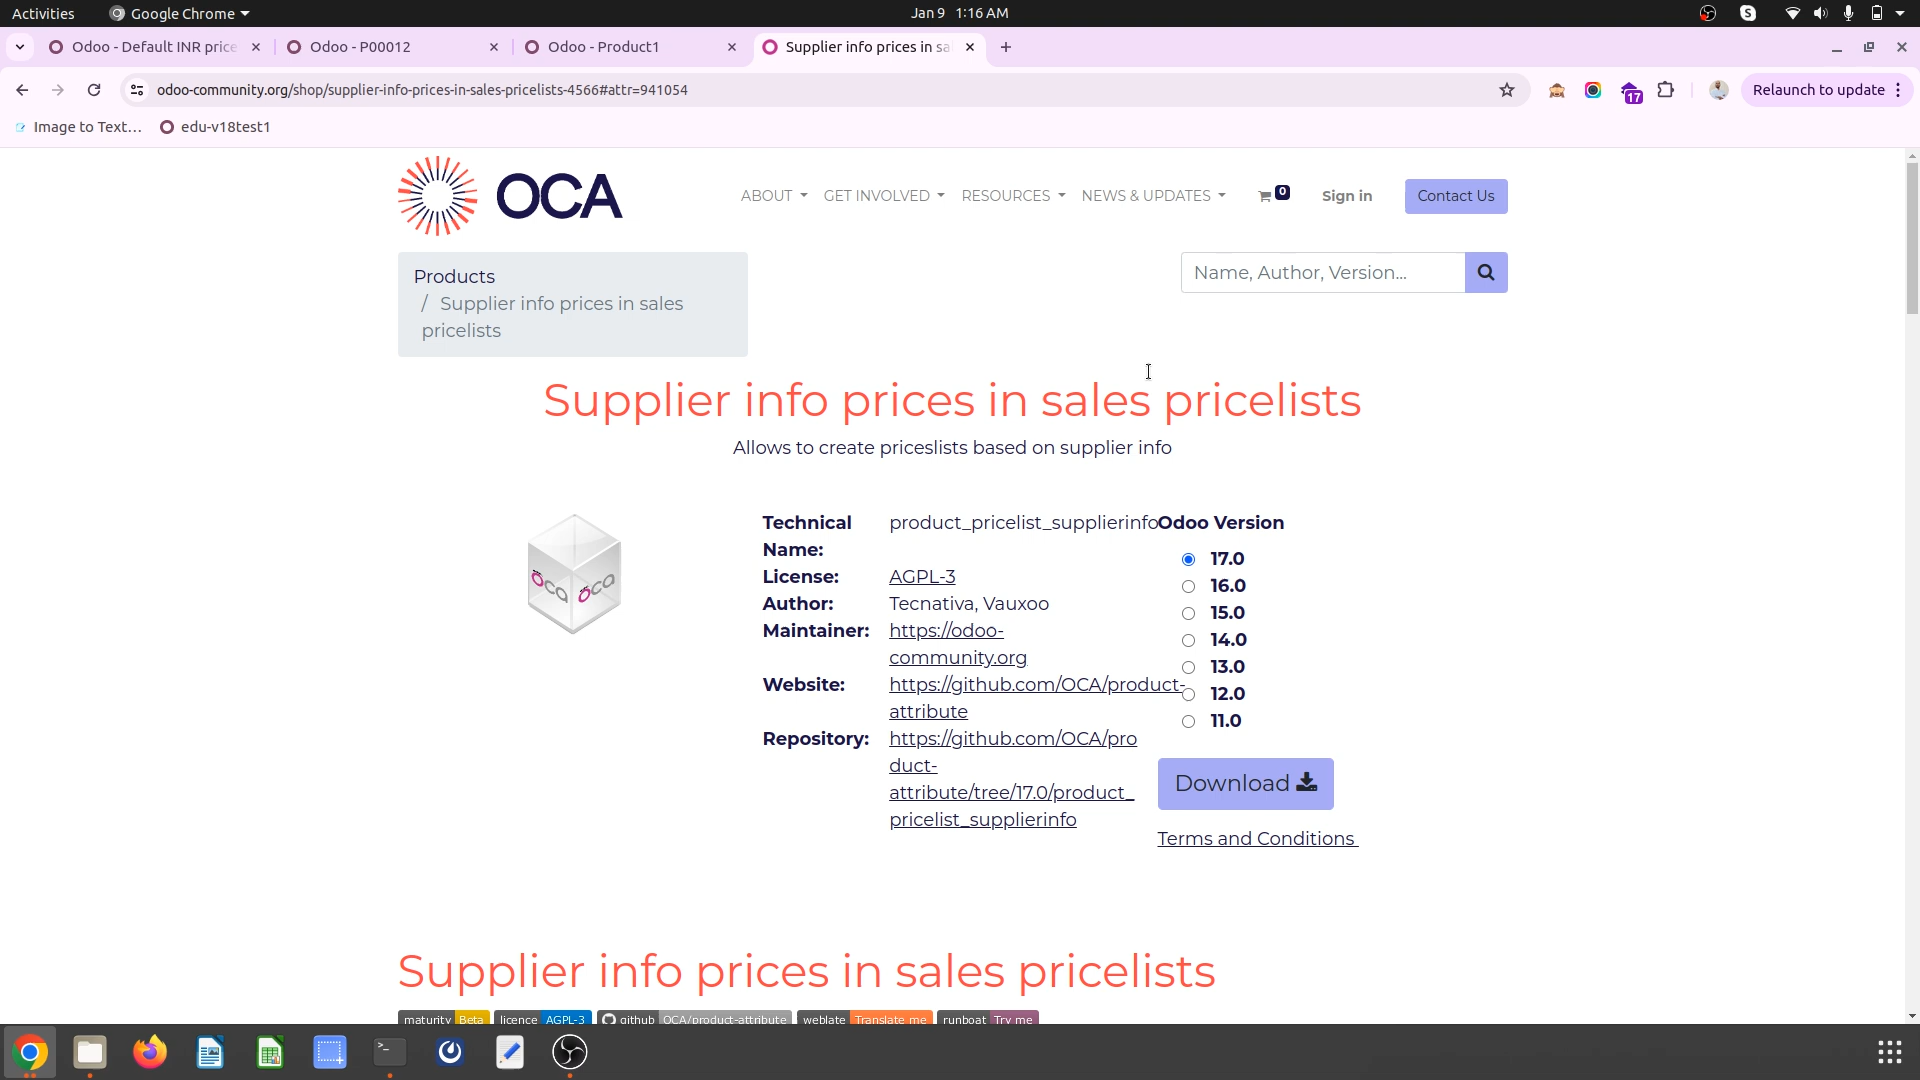 Activities
Google Chrome
Jan 9 1:16 AM
Odoo - Default INR price
Odoo - P00012
Odoo - Product1
Supplier info prices in sa
odoo-community.org/shop/supplier-info-prices-in-sales-pricelists-4566#attr=941054
17
Relaunch to update
Image to Text...
edu-v18test1
OCA
ABOUT
GET INVOLVED
RESOURCES
NEWS & UPDATES
0
Sign in
Contact Us
Products
/ Supplier info prices in sales
pricelists
Name, Author, Version...
Supplier info prices in sales pricelists
Allows to create priceslists based on supplier info
oca oca
Technical
Name:
product_pricelist_supplierinfo
License:
AGPL-3
Author:
Tecnativa, Vauxoo
Maintainer:
https://odoo-
community.org
Website:
https://github.com/OCA/product-
attribute
Repository:
https://github.com/OCA/pro
duct-
attribute/tree/17.0/product_
pricelist_supplierinfo
Odoo Version
17.0
16.0
15.0
14.0
13.0
12.0
11.0
Download
Terms and Conditions
Supplier info prices in sales pricelists
maturity Beta licence AGPL-3 github OCA/product-attribute weblate Translate me runboat Try me